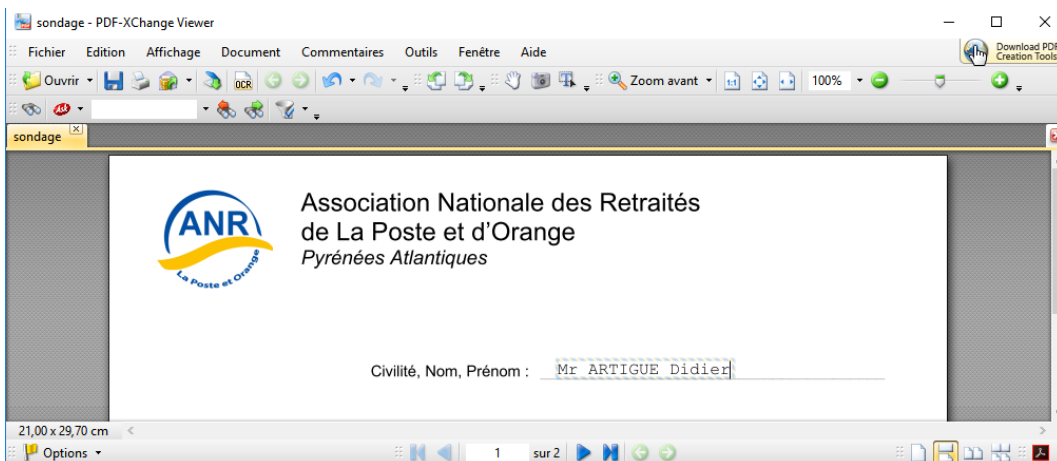 sondage - PDF-XChange Viewer
Fichier Edition Affichage Document Commentaires Outils Fenêtre Aide
Download PDF
Creation Tools
Ouvrir OCR Zoom avant 1:1 100%
Ask
sondage
ANR
La Poste et Orange
Association Nationale des Retraités
de La Poste et d'Orange
Pyrénées Atlantiques
Civilité, Nom, Prénom : Mr ARTIGUE Didier
21,00 x 29,70 cm
Options 1 sur 2